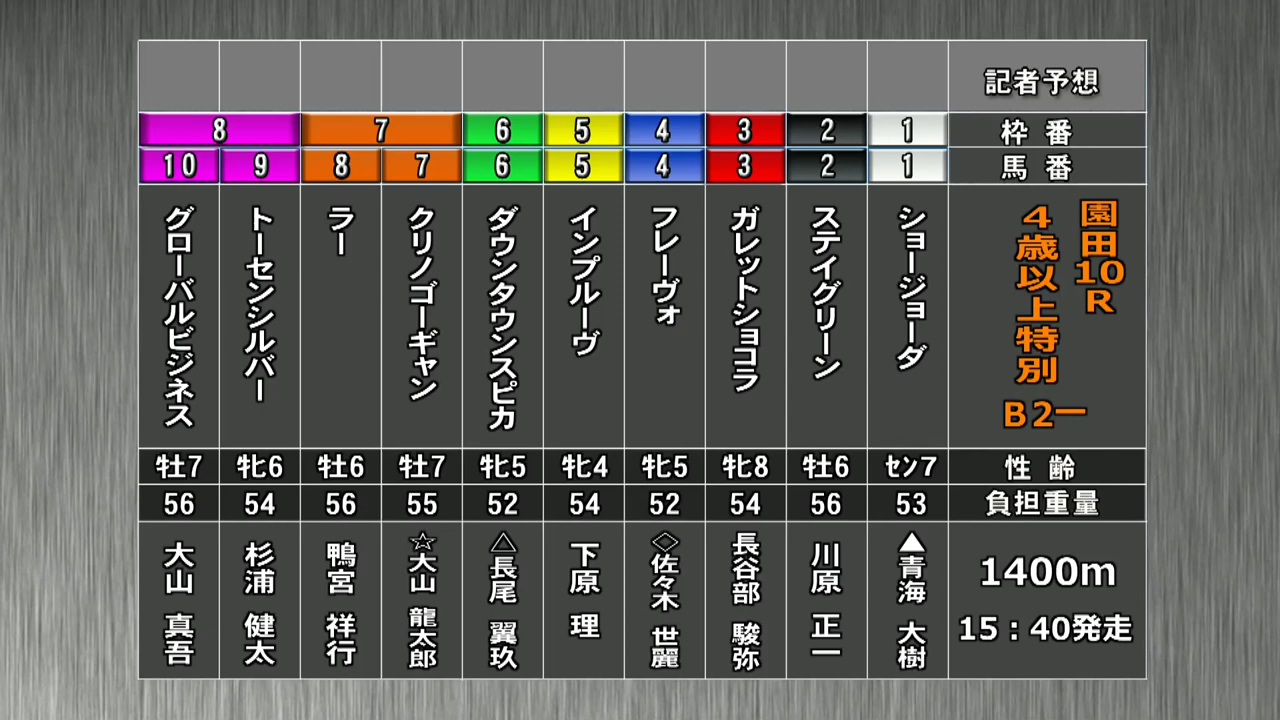 記者予想
枠番 1 2 3 4 5 6 7 8
馬番 1 2 3 4 5 6 7 8 9 10
園田10R
4歳以上特別
B2一
ショージョーダ
ステイグリーン
ガレットショコラ
フレーヴォ
インプルーヴ
ダウンタウンスピカ
クリノゴーギャン
ラー
トーセンシルバー
グローバルビジネス
性齢 セン7 牡6 牝8 牝5 牝4 牝5 牡7 牡6 牝6 牡7
負担重量 53 56 54 52 54 52 55 56 54 56
1400m
15:40発走
▲青海 大樹
川原 正一
長谷部 駿弥
◇佐々木 世麗
下原 理
△長尾 翼玖
☆大山 龍太郎
鴨宮 祥行
杉浦 健太
大山 真吾